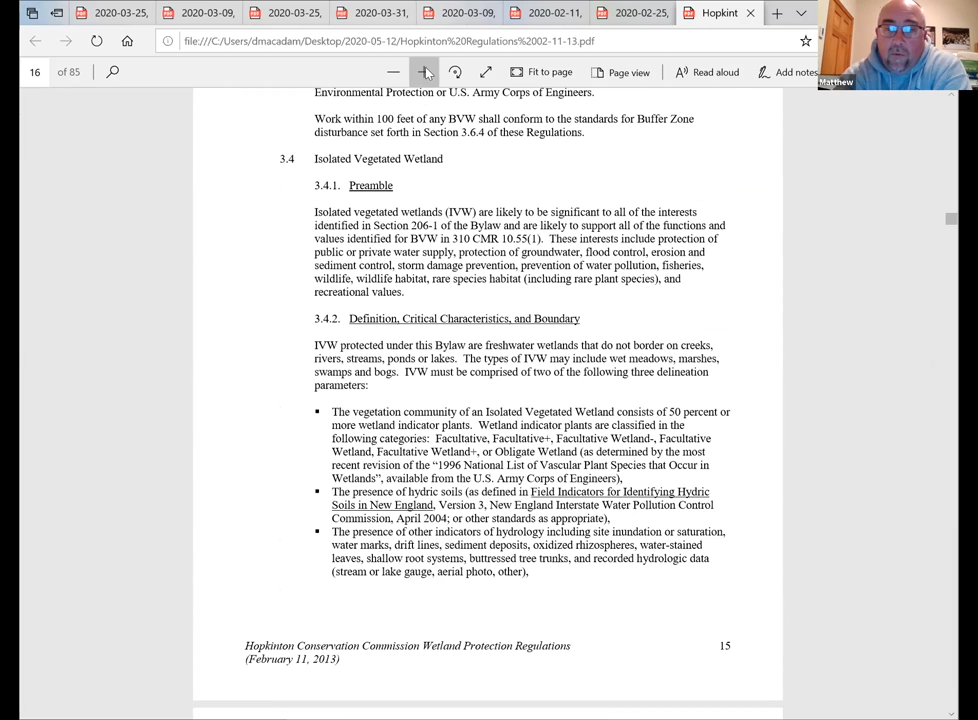 2020-03-25, 2020-03-09, 2020-03-25, 2020-03-31, 2020-03-09, 2020-02-11, 2020-02-25, Hopkint
file:///C:/Users/dmacadam/Desktop/2020-05-12/Hopkinton%20Regulations%2002-11-13.pdf
16 of 85 Fit to page Page view Read aloud Add notes
Matthew
Environmental Protection or U.S. Army Corps of Engineers.
Work within 100 feet of any BVW shall conform to the standards for Buffer Zone
disturbance set forth in Section 3.6.4 of these Regulations.
3.4 Isolated Vegetated Wetland
3.4.1. Preamble
Isolated vegetated wetlands (IVW) are likely to be significant to all of the interests
identified in Section 206-1 of the Bylaw and are likely to support all of the functions and
values identified for BVW in 310 CMR 10.55(1). These interests include protection of
public or private water supply, protection of groundwater, flood control, erosion and
sediment control, storm damage prevention, prevention of water pollution, fisheries,
wildlife, wildlife habitat, rare species habitat (including rare plant species), and
recreational values.
3.4.2. Definition, Critical Characteristics, and Boundary
IVW protected under this Bylaw are freshwater wetlands that do not border on creeks,
rivers, streams, ponds or lakes. The types of IVW may include wet meadows, marshes,
swamps and bogs. IVW must be comprised of two of the following three delineation
parameters:
▪ The vegetation community of an Isolated Vegetated Wetland consists of 50 percent or
more wetland indicator plants. Wetland indicator plants are classified in the
following categories: Facultative, Facultative+, Facultative Wetland-, Facultative
Wetland, Facultative Wetland+, or Obligate Wetland (as determined by the most
recent revision of the “1996 National List of Vascular Plant Species that Occur in
Wetlands”, available from the U.S. Army Corps of Engineers),
▪ The presence of hydric soils (as defined in Field Indicators for Identifying Hydric
Soils in New England, Version 3, New England Interstate Water Pollution Control
Commission, April 2004; or other standards as appropriate),
▪ The presence of other indicators of hydrology including site inundation or saturation,
water marks, drift lines, sediment deposits, oxidized rhizospheres, water-stained
leaves, shallow root systems, buttressed tree trunks, and recorded hydrologic data
(stream or lake gauge, aerial photo, other),
Hopkinton Conservation Commission Wetland Protection Regulations 15
(February 11, 2013)